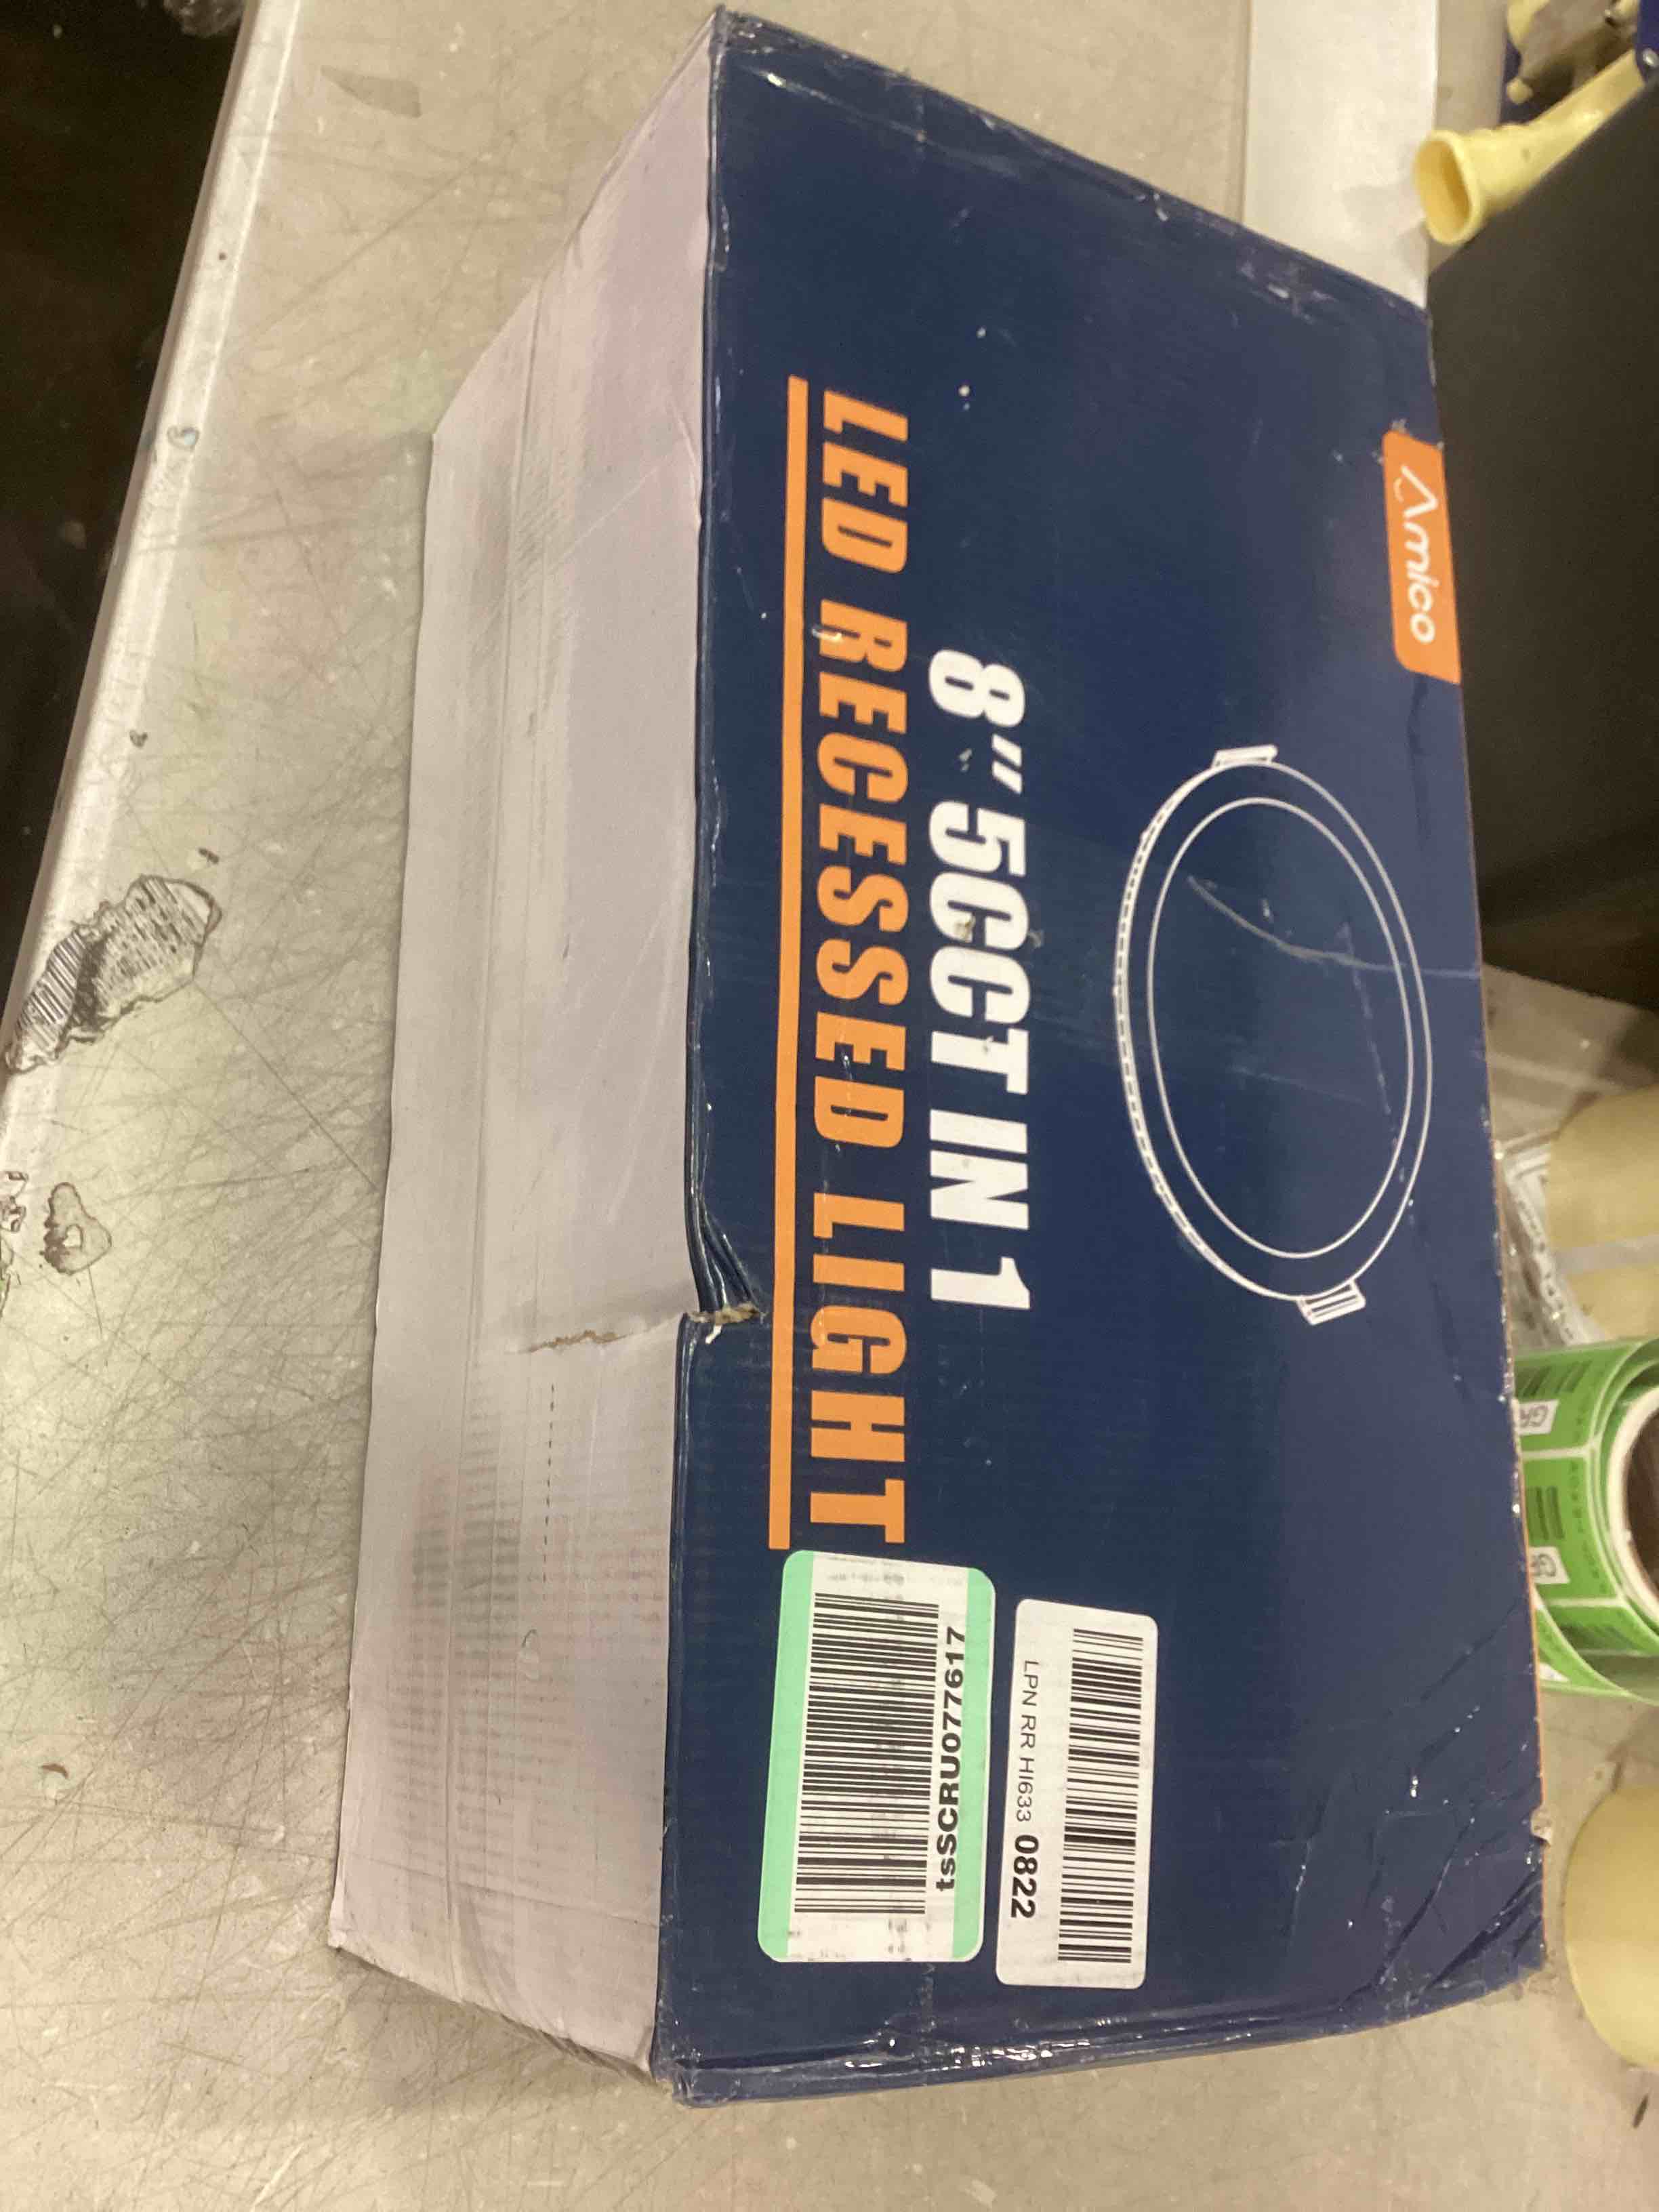 Amico
8" 5CCT IN 1
LED RECESSED LIGHT
LPN RR HI633 0822
tsSCRU077617